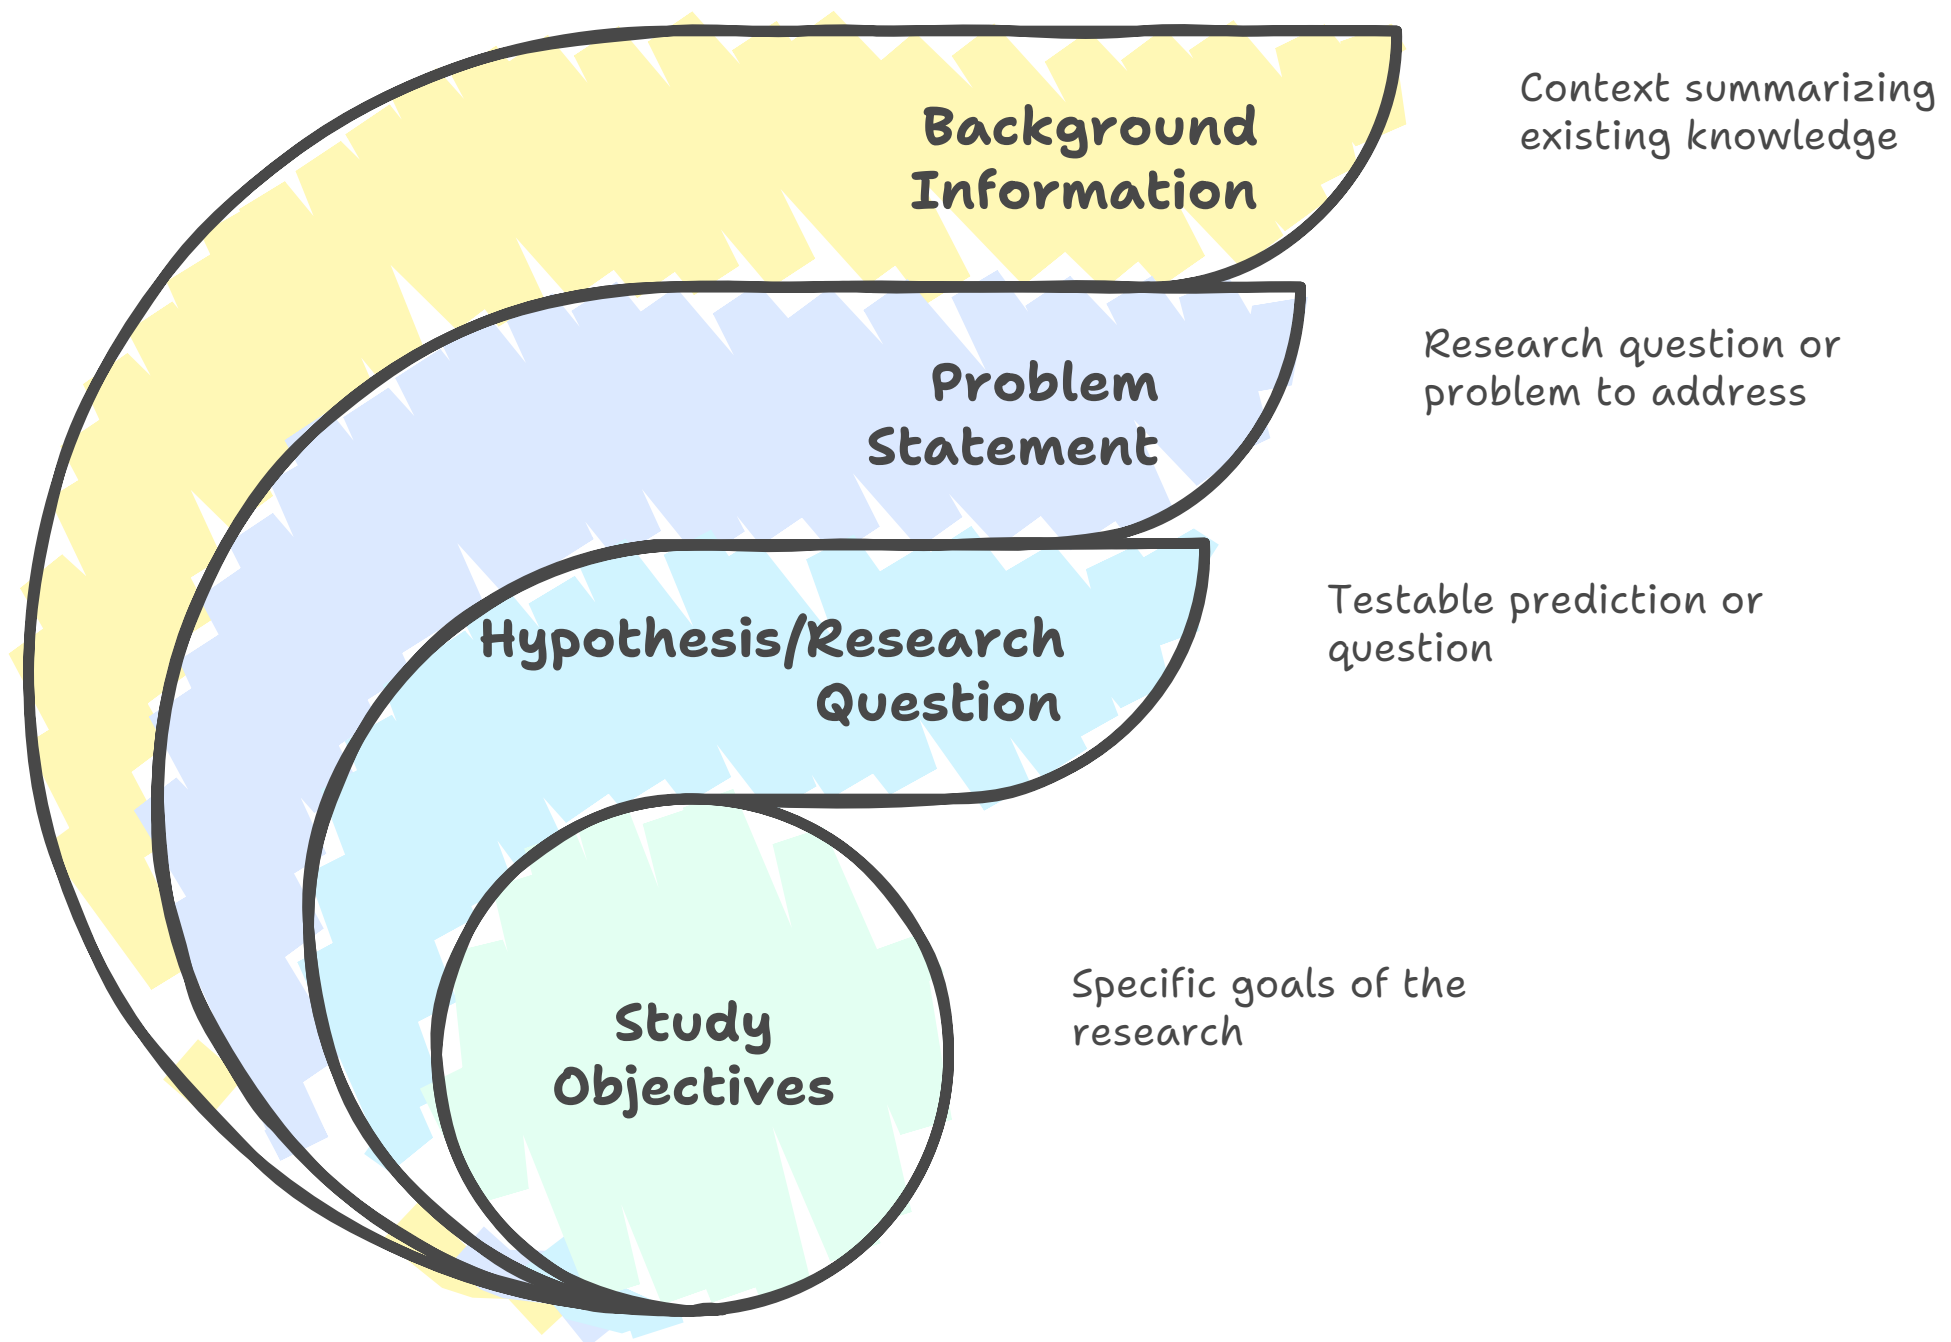 Background
Information
Context summarizing
existing knowledge
Problem
Statement
Research question or
problem to address
Hypothesis/Research
Question
Testable prediction or
question
Study
Objectives
Specific goals of the
research